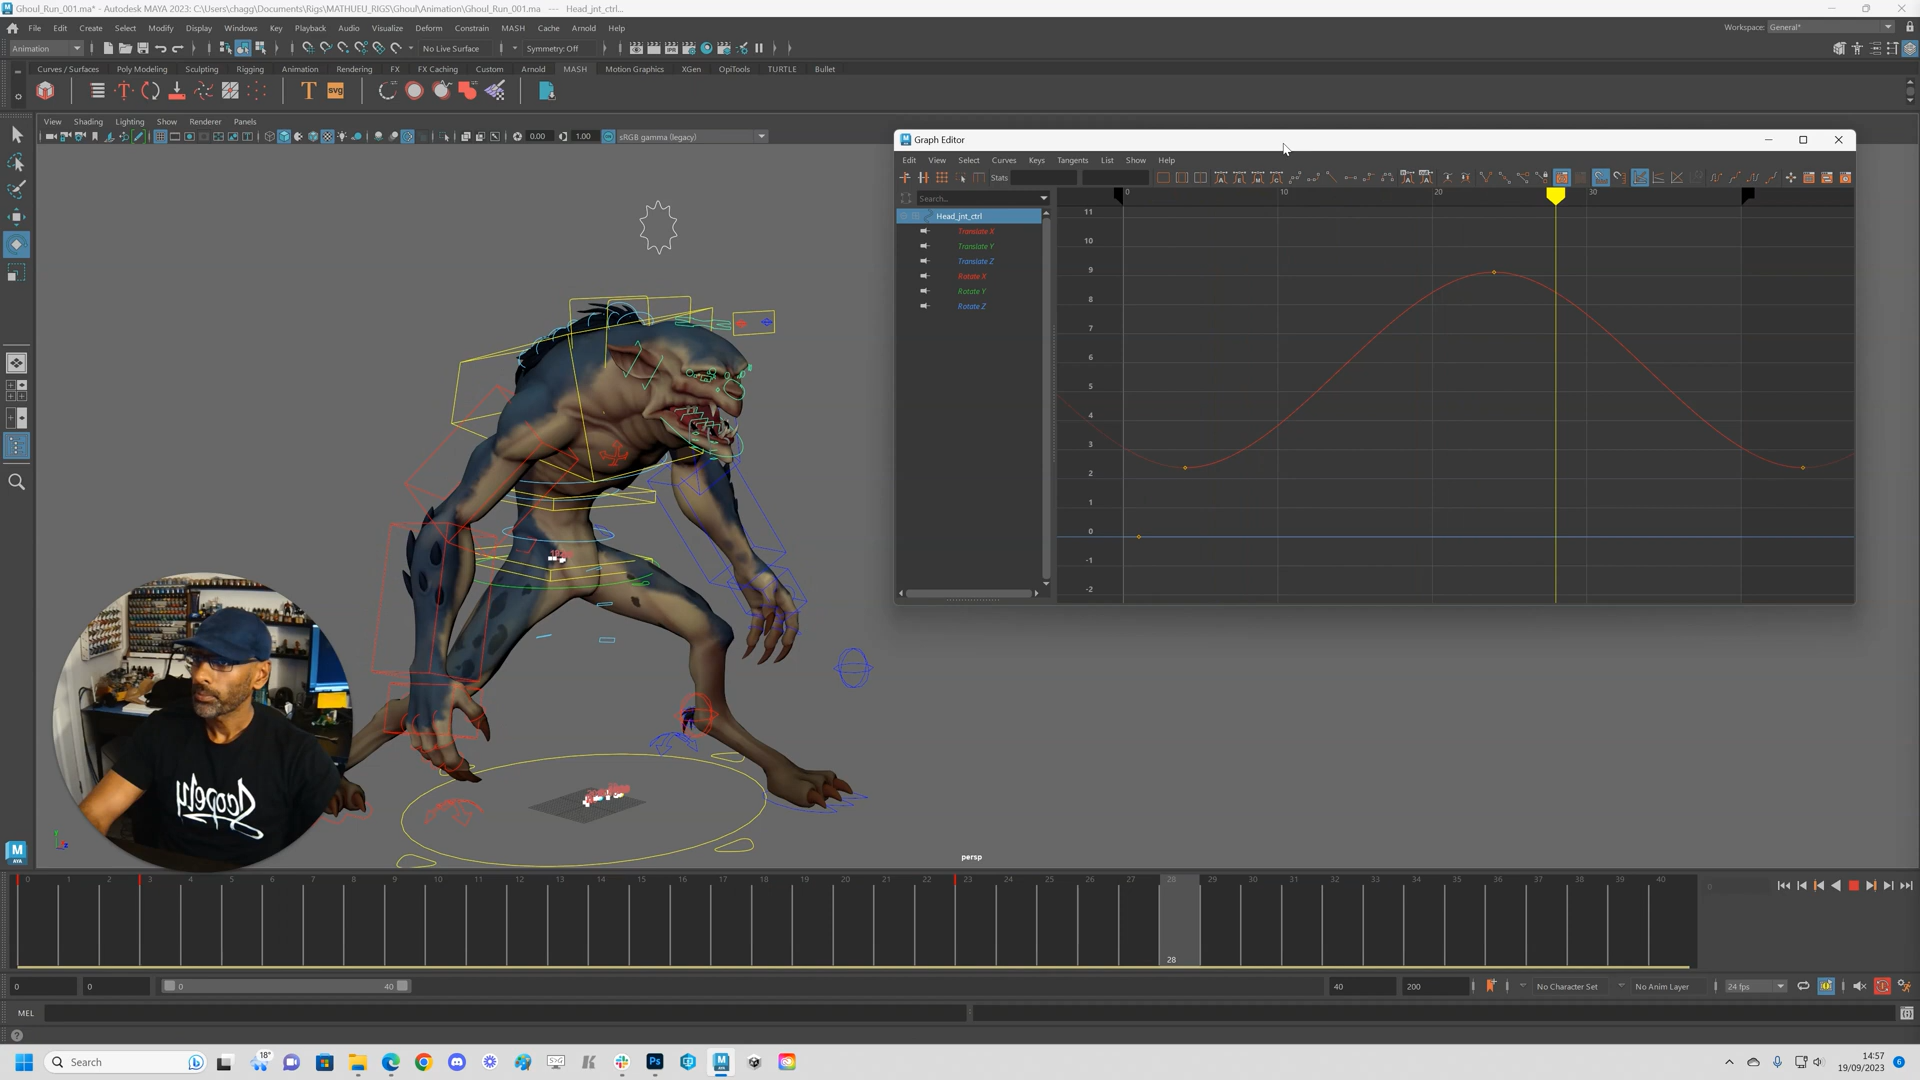 Ghoul_Run_001.ma* - Autodesk MAYA 2023: C:\Users\chagg\Documents\Rigs\MATHUEU_RIGS\Ghoul\Animation\Ghoul_Run_001.ma --- Head_jnt_ctrl...
File Edit Create Select Modify Display Windows Key Playback Audio Visualize Deform Constrain MASH Cache Arnold Help
Workspace: General*
Animation No Live Surface Symmetry: Off
Curves / Surfaces Poly Modeling Sculpting Rigging Animation Rendering FX FX Caching Custom Arnold MASH Motion Graphics XGen OpiTools TURTLE Bullet
T svg
View Shading Lighting Show Renderer Panels
0.00 1.00 sRGB gamma (legacy)
Graph Editor
Edit View Select Curves Keys Tangents List Show Help
Stats
Search...
0 10 20 30
Head_jnt_ctrl
Translate X
Translate Y
Translate Z
Rotate X
Rotate Y
Rotate Z
11
10
9
8
7
6
5
4
3
2
1
0
-1
-2
Scopely
persp
0 1 2 3 4 5 6 7 8 9 10 11 12 13 14 15 16 17 18 19 20 21 22 23 24 25 26 27 28 29 30 31 32 33 34 35 36 37 38 39 40
28
0
0 0 0 40 40 200 No Character Set No Anim Layer 24 fps
MEL
Search 18°
14:57
19/09/2023
6